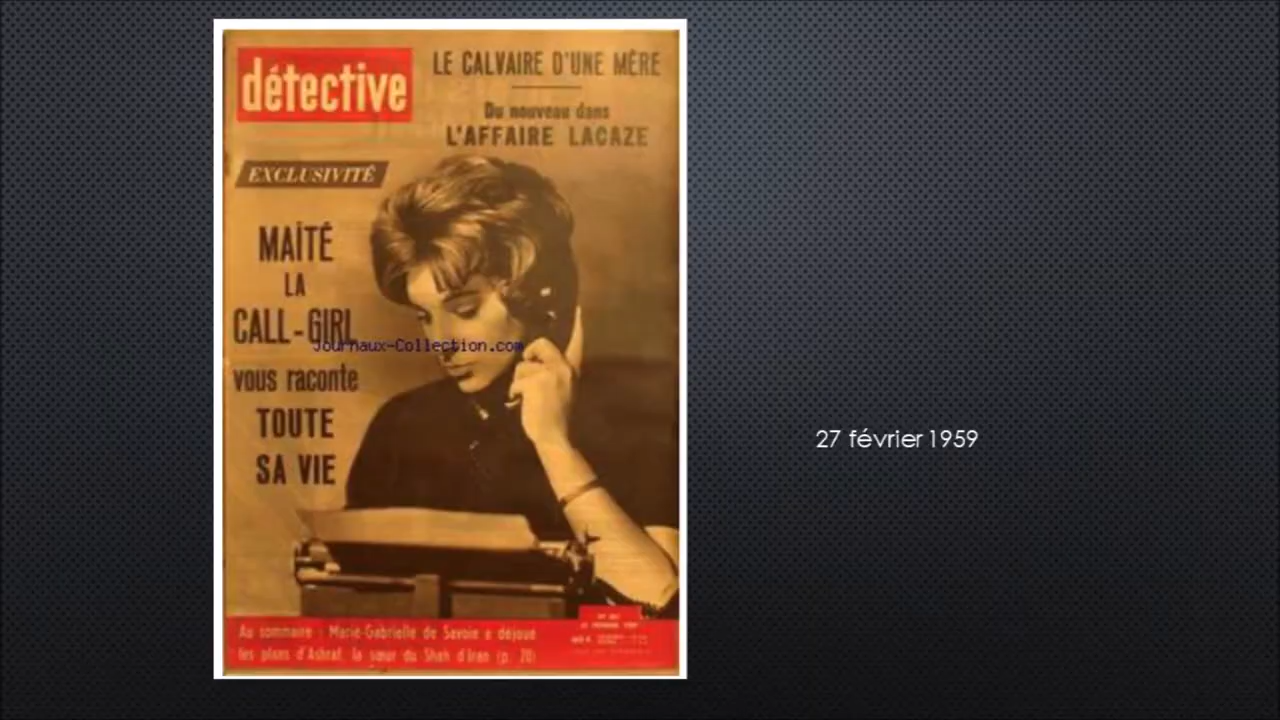 détective
LE CALVAIRE D'UNE MÈRE
Du nouveau dans
L'AFFAIRE LACAZE
EXCLUSIVITÉ
MAÏTÉ
LA
CALL-GIRL
Journaux-Collection.com
vous raconte
TOUTE
SA VIE
27 février 1959
Au sommaire : Marie-Gabrielle de Savoie a déjoué
les plans d'Ashraf, la sœur du Shah d'Iran (p. 20)